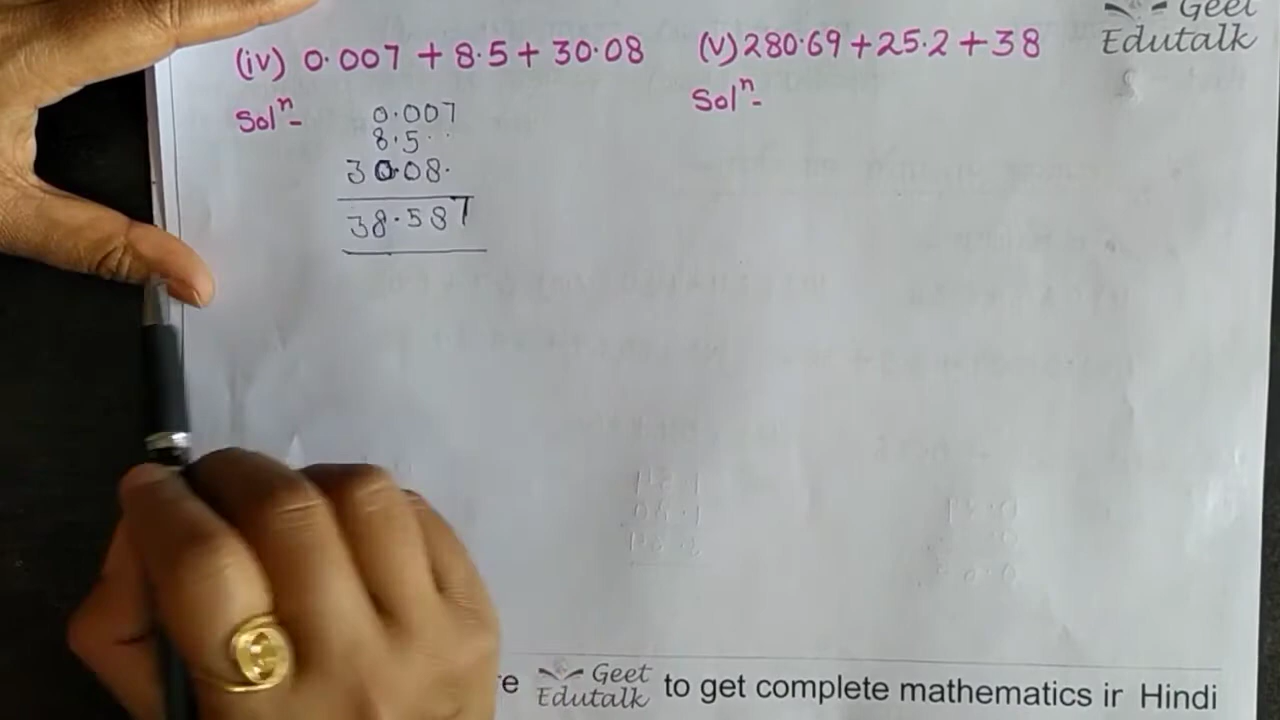 (iv) 0.007 + 8.5 + 30.08
Solⁿ-
0.007
8.5..
30.08.
38.587
(v) 280.69 + 25.2 + 38
Solⁿ-
Geet
Edutalk
Geet
Edutalk
to get complete mathematics ir Hindi